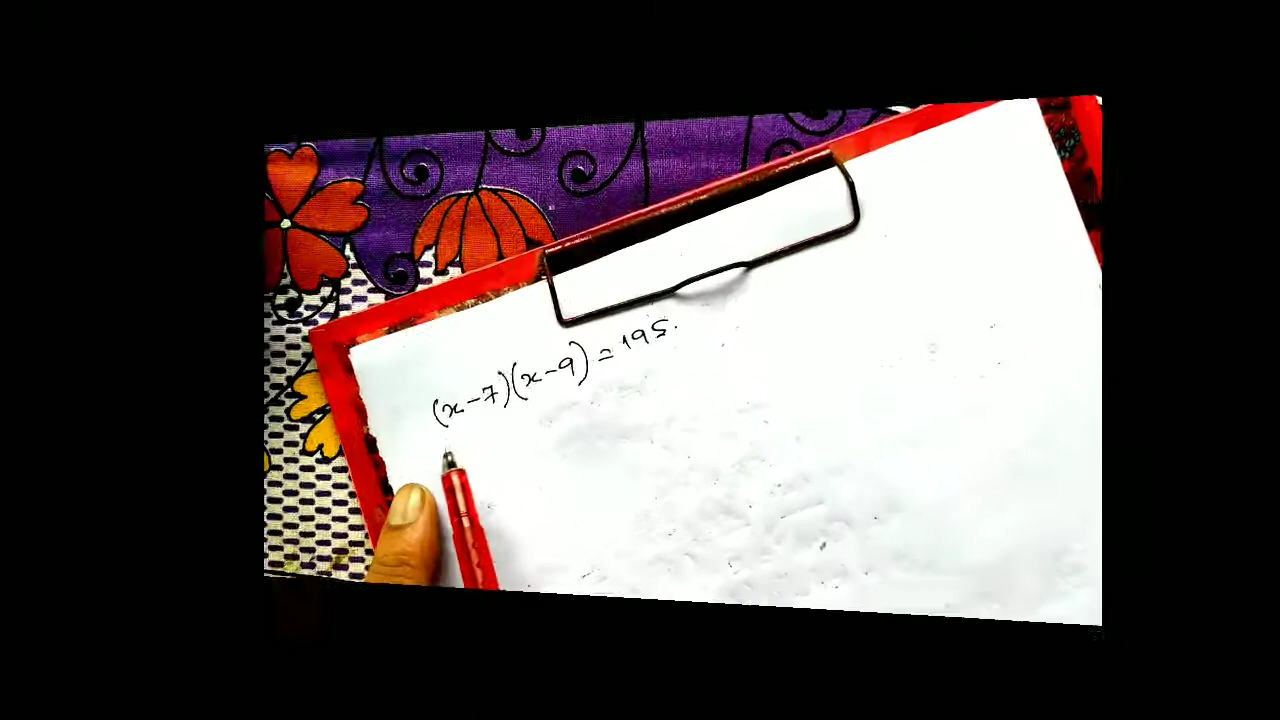 (x-7)(x-9) = 195.